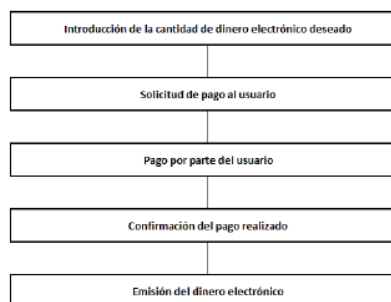 Introducción de la cantidad de dinero electrónico deseado
Solicitud de pago al usuario
Pago por parte del usuario
Confirmación del pago realizado
Emisión del dinero electrónico